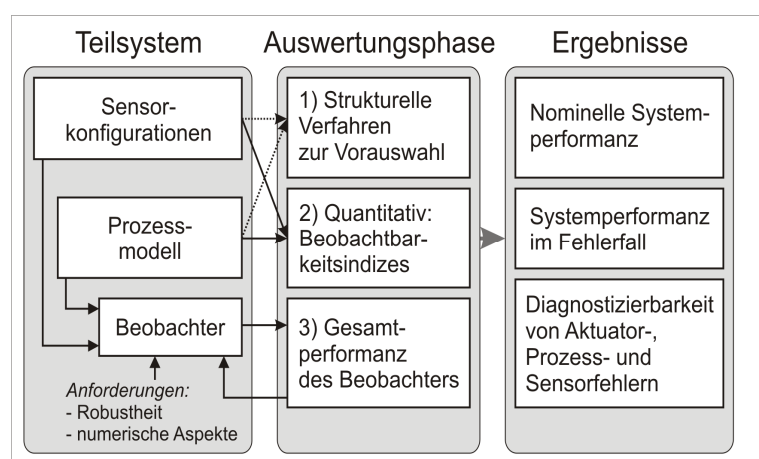 Teilsystem
Sensor-
konfigurationen
Prozess-
modell
Beobachter
Anforderungen:
- Robustheit
- numerische Aspekte
Auswertungsphase
1) Strukturelle
Verfahren
zur Vorauswahl
2) Quantitativ:
Beobachtbar-
keitsindizes
3) Gesamt-
performanz
des Beobachters
Ergebnisse
Nominelle System-
performanz
Systemperformanz
im Fehlerfall
Diagnostizierbarkeit
von Aktuator-,
Prozess- und
Sensorfehlern